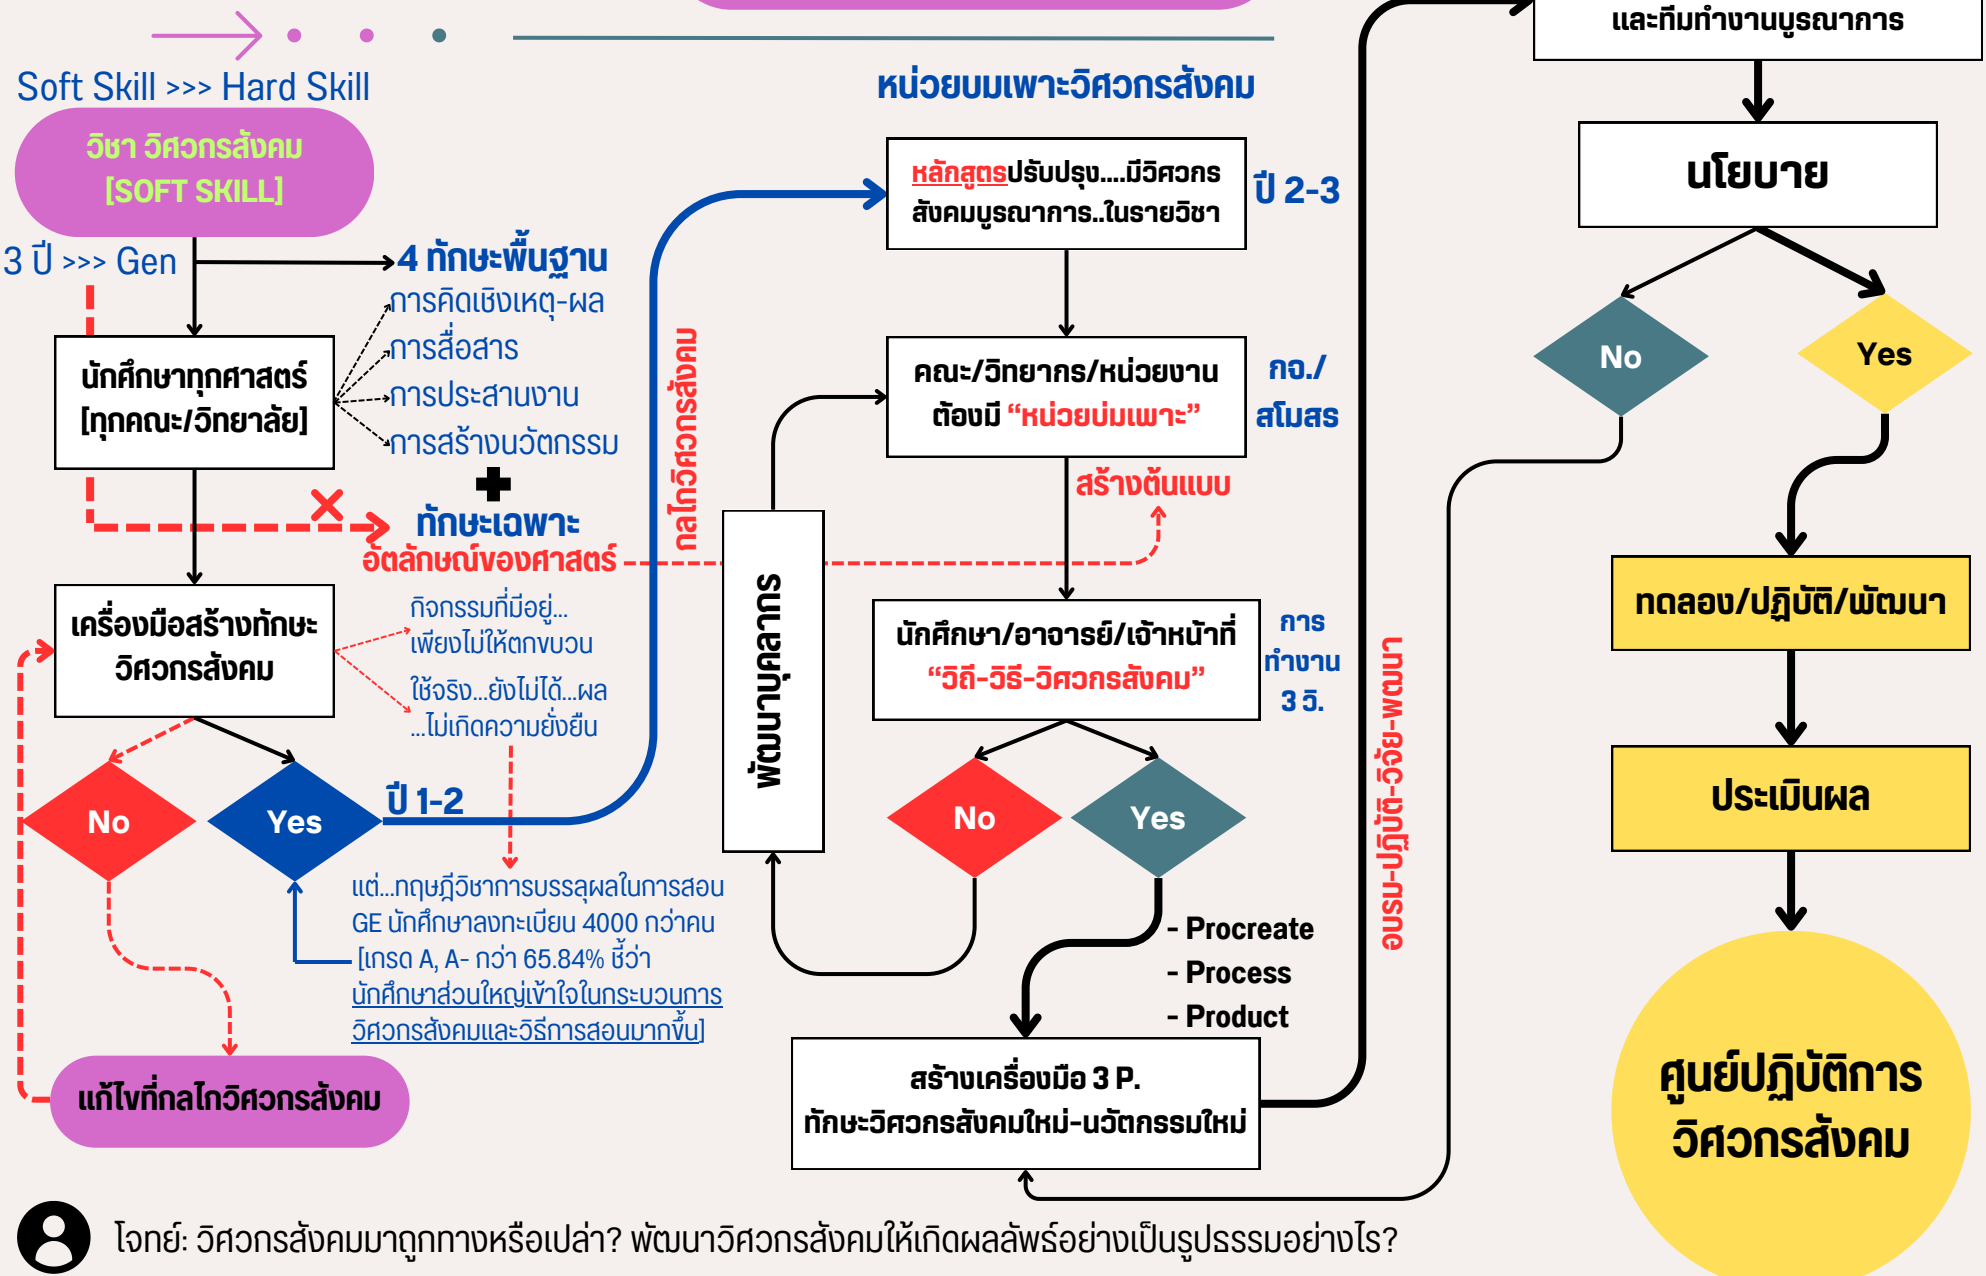 Soft Skill >>> Hard Skill
วิชา วิศวกรสังคม
[SOFT SKILL]
3 ปี >>> Gen
4 ทักษะพื้นฐาน
การคิดเชิงเหตุ-ผล
การสื่อสาร
การประสานงาน
การสร้างนวัตกรรม
นักศึกษาทุกศาสตร์
[ทุกคณะ/วิทยาลัย]
ทักษะเฉพาะ
อัตลักษณ์ของศาสตร์
เครื่องมือสร้างทักษะ
วิศวกรสังคม
กิจกรรมที่มีอยู่...
เพียงไม่ให้ตกขบวน
ใช้จริง...ยังไม่ได้...ผล
...ไม่เกิดความยั่งยืน
No
Yes
ปี 1-2
แต่...ทฤษฎีวิชาการบรรลุผลในการสอน
GE นักศึกษาลงทะเบียน 4000 กว่าคน
[เกรด A, A- กว่า 65.84% ชี้ว่า
นักศึกษาส่วนใหญ่เข้าใจในกระบวนการ
วิศวกรสังคมและวิธีการสอนมากขึ้น]
แก้ไขที่กลไกวิศวกรสังคม
กลไกวิศวกรสังคม
หน่วยบมเพาะวิศวกรสังคม
หลักสูตรปรับปรุง....มีวิศวกร
สังคมบูรณาการ..ในรายวิชา
ปี 2-3
คณะ/วิทยากร/หน่วยงาน
ต้องมี “หน่วยบ่มเพาะ”
กจ./
สโมสร
สร้างต้นแบบ
พัฒนาบุคลากร
นักศึกษา/อาจารย์/เจ้าหน้าที่
“วิถี-วิธี-วิศวกรสังคม”
การ
ทำงาน
3 วิ.
No
Yes
- Procreate
- Process
- Product
สร้างเครื่องมือ 3 P.
ทักษะวิศวกรสังคมใหม่-นวัตกรรมใหม่
อบรม-ปฏิบัติ-วิจัย-พัฒนา
และทีมทำงานบูรณาการ
นโยบาย
No
Yes
ทดลอง/ปฏิบัติ/พัฒนา
ประเมินผล
ศูนย์ปฏิบัติการ
วิศวกรสังคม
โจทย์: วิศวกรสังคมมาถูกทางหรือเปล่า? พัฒนาวิศวกรสังคมให้เกิดผลลัพธ์อย่างเป็นรูปธรรมอย่างไร?